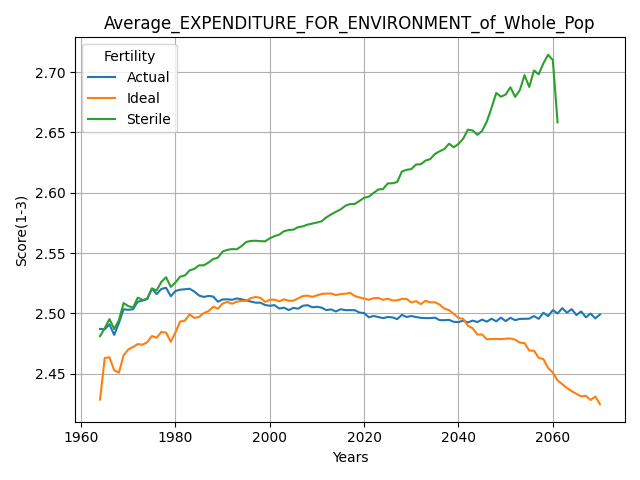 Average_EXPENDITURE_FOR_ENVIRONMENT_of_Whole_Pop
Fertility
Actual
Ideal
Sterile
Score(1-3)
2.70
2.65
2.60
2.55
2.50
2.45
1960 1980 2000 2020 2040 2060
Years